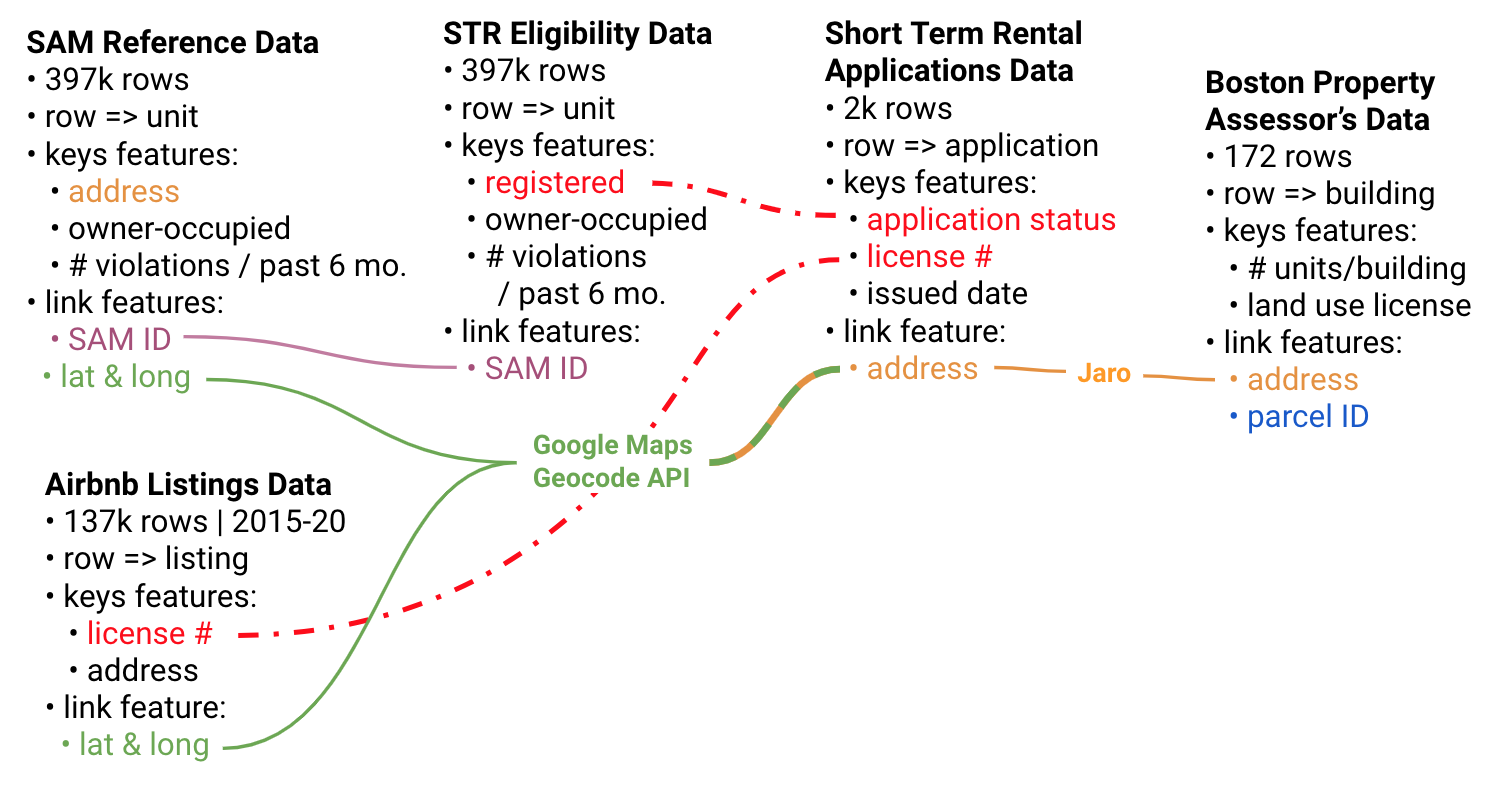 SAM Reference Data
• 397k rows
• row => unit
• keys features:
• address
• owner-occupied
• # violations / past 6 mo.
• link features:
• SAM ID
• lat & long
STR Eligibility Data
• 397k rows
• row => unit
• keys features:
• registered
• owner-occupied
• # violations
/ past 6 mo.
• link features:
• SAM ID
Short Term Rental
Applications Data
• 2k rows
• row => application
• keys features:
• application status
• license #
• issued date
• link feature:
• address
Jaro
Boston Property
Assessor’s Data
• 172 rows
• row => building
• keys features:
• # units/building
• land use license
• link features:
• address
• parcel ID
Google Maps
Geocode API
Airbnb Listings Data
• 137k rows | 2015-20
• row => listing
• keys features:
• license #
• address
• link feature:
• lat & long